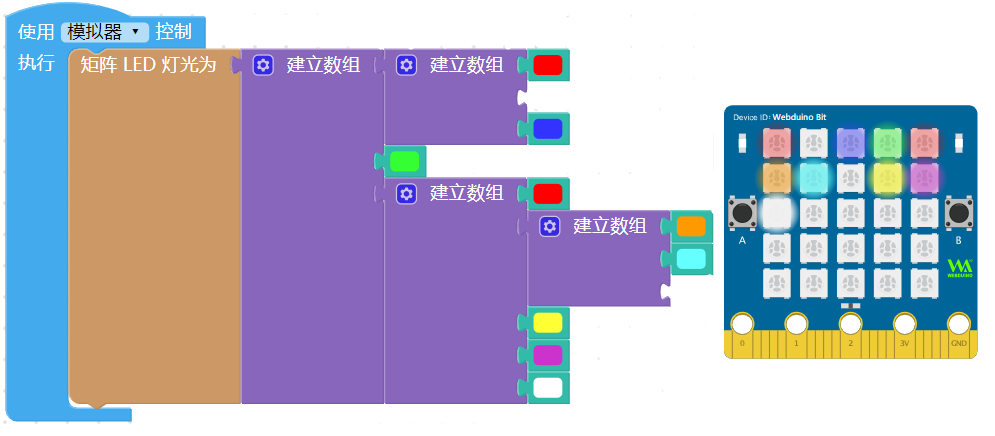 使用 模拟器 控制
执行 矩阵 LED 灯光为 建立数组 建立数组
建立数组
建立数组
Device ID: Webduino Bit
A B
WEBDUINO
0 1 2 3V GND